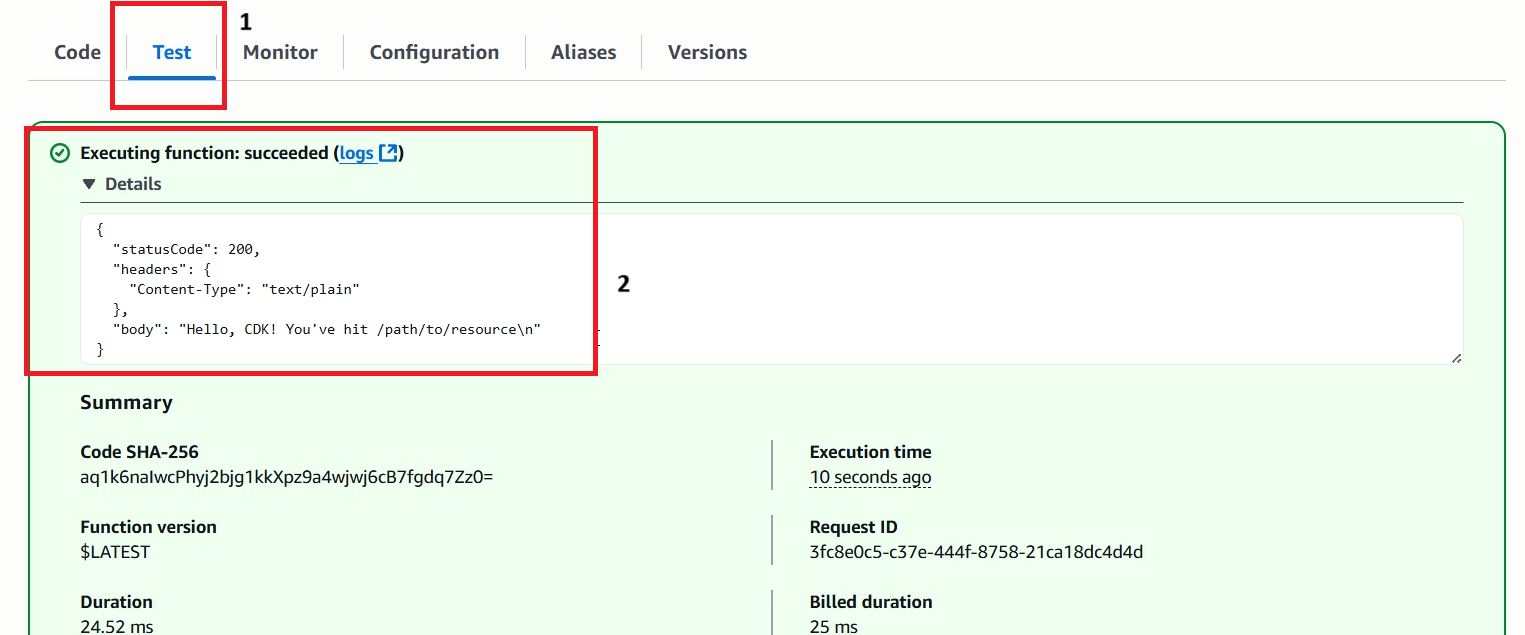 1
Code Test Monitor Configuration Aliases Versions
Executing function: succeeded (logs)
Details
{
"statusCode": 200,
"headers": {
"Content-Type": "text/plain"
},
"body": "Hello, CDK! You've hit /path/to/resource\n"
}
2
Summary
Code SHA-256
aq1k6naIwcPhyj2bjg1kkXpz9a4wjwj6cB7fgdq7Zz0=
Execution time
10 seconds ago
Function version
$LATEST
Request ID
3fc8e0c5-c37e-444f-8758-21ca18dc4d4d
Duration
24.52 ms
Billed duration
25 ms